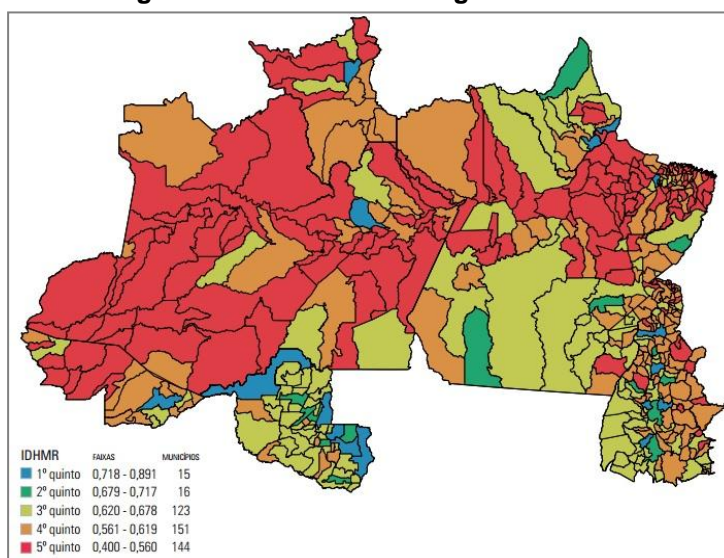 IDHMR FAIXAS MUNICÍPIOS
1º quinto 0,718 - 0,891 15
2º quinto 0,679 - 0,717 16
3º quinto 0,620 - 0,678 123
4º quinto 0,561 - 0,619 151
5º quinto 0,400 - 0,560 144